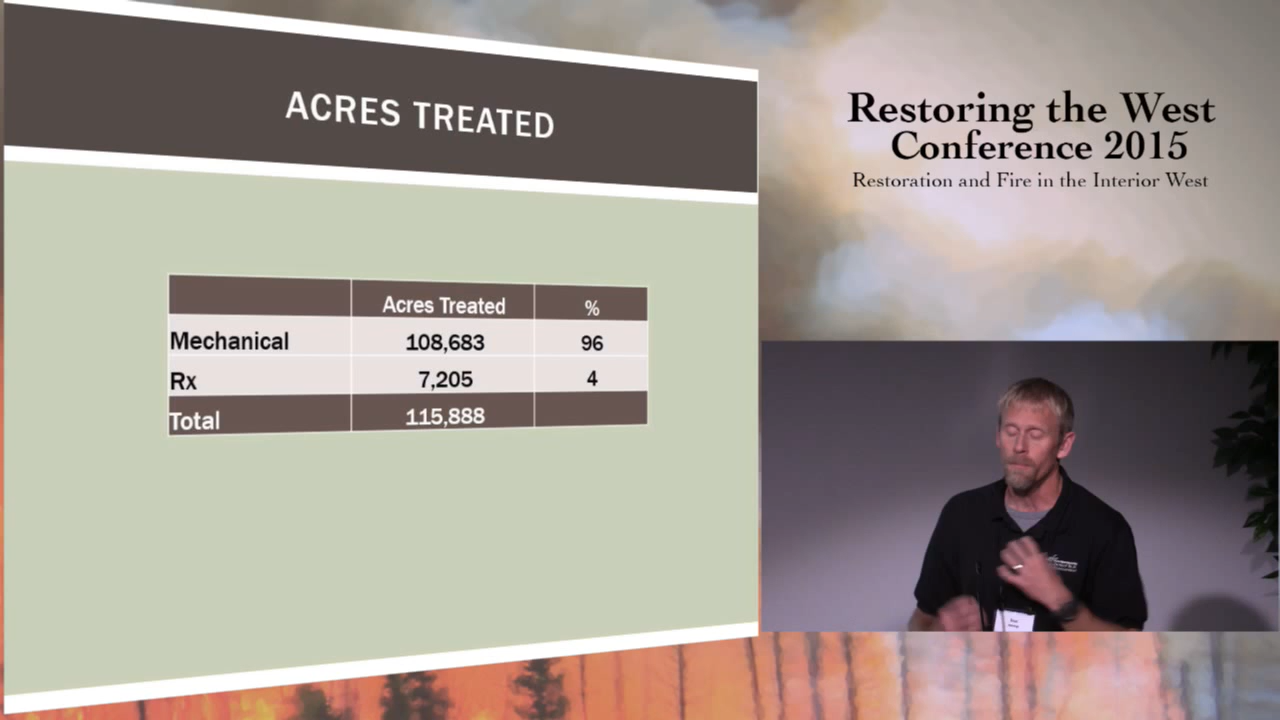 ACRES TREATED
Acres Treated %
Mechanical 108,683 96
Rx 7,205 4
Total 115,888
Restoring the West
Conference 2015
Restoration and Fire in the Interior West